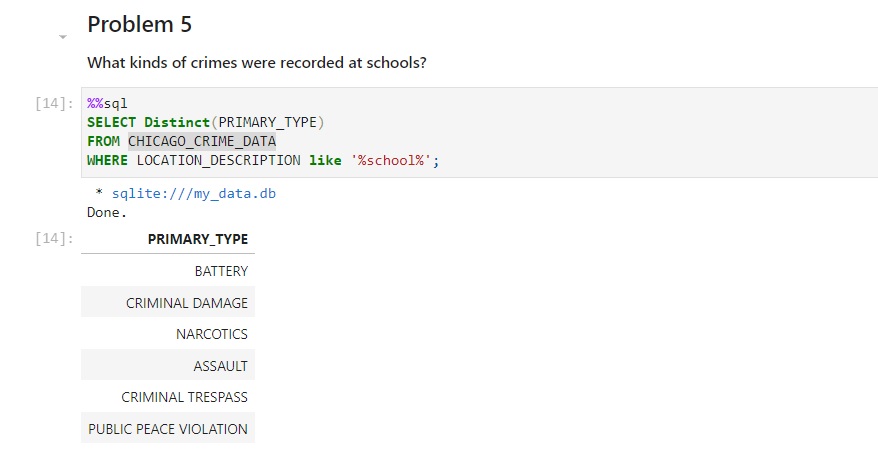 Problem 5
What kinds of crimes were recorded at schools?
[14]: %%sql
SELECT Distinct(PRIMARY_TYPE)
FROM CHICAGO_CRIME_DATA
WHERE LOCATION_DESCRIPTION like '%school%';
* sqlite:///my_data.db
Done.
[14]: PRIMARY_TYPE
BATTERY
CRIMINAL DAMAGE
NARCOTICS
ASSAULT
CRIMINAL TRESPASS
PUBLIC PEACE VIOLATION